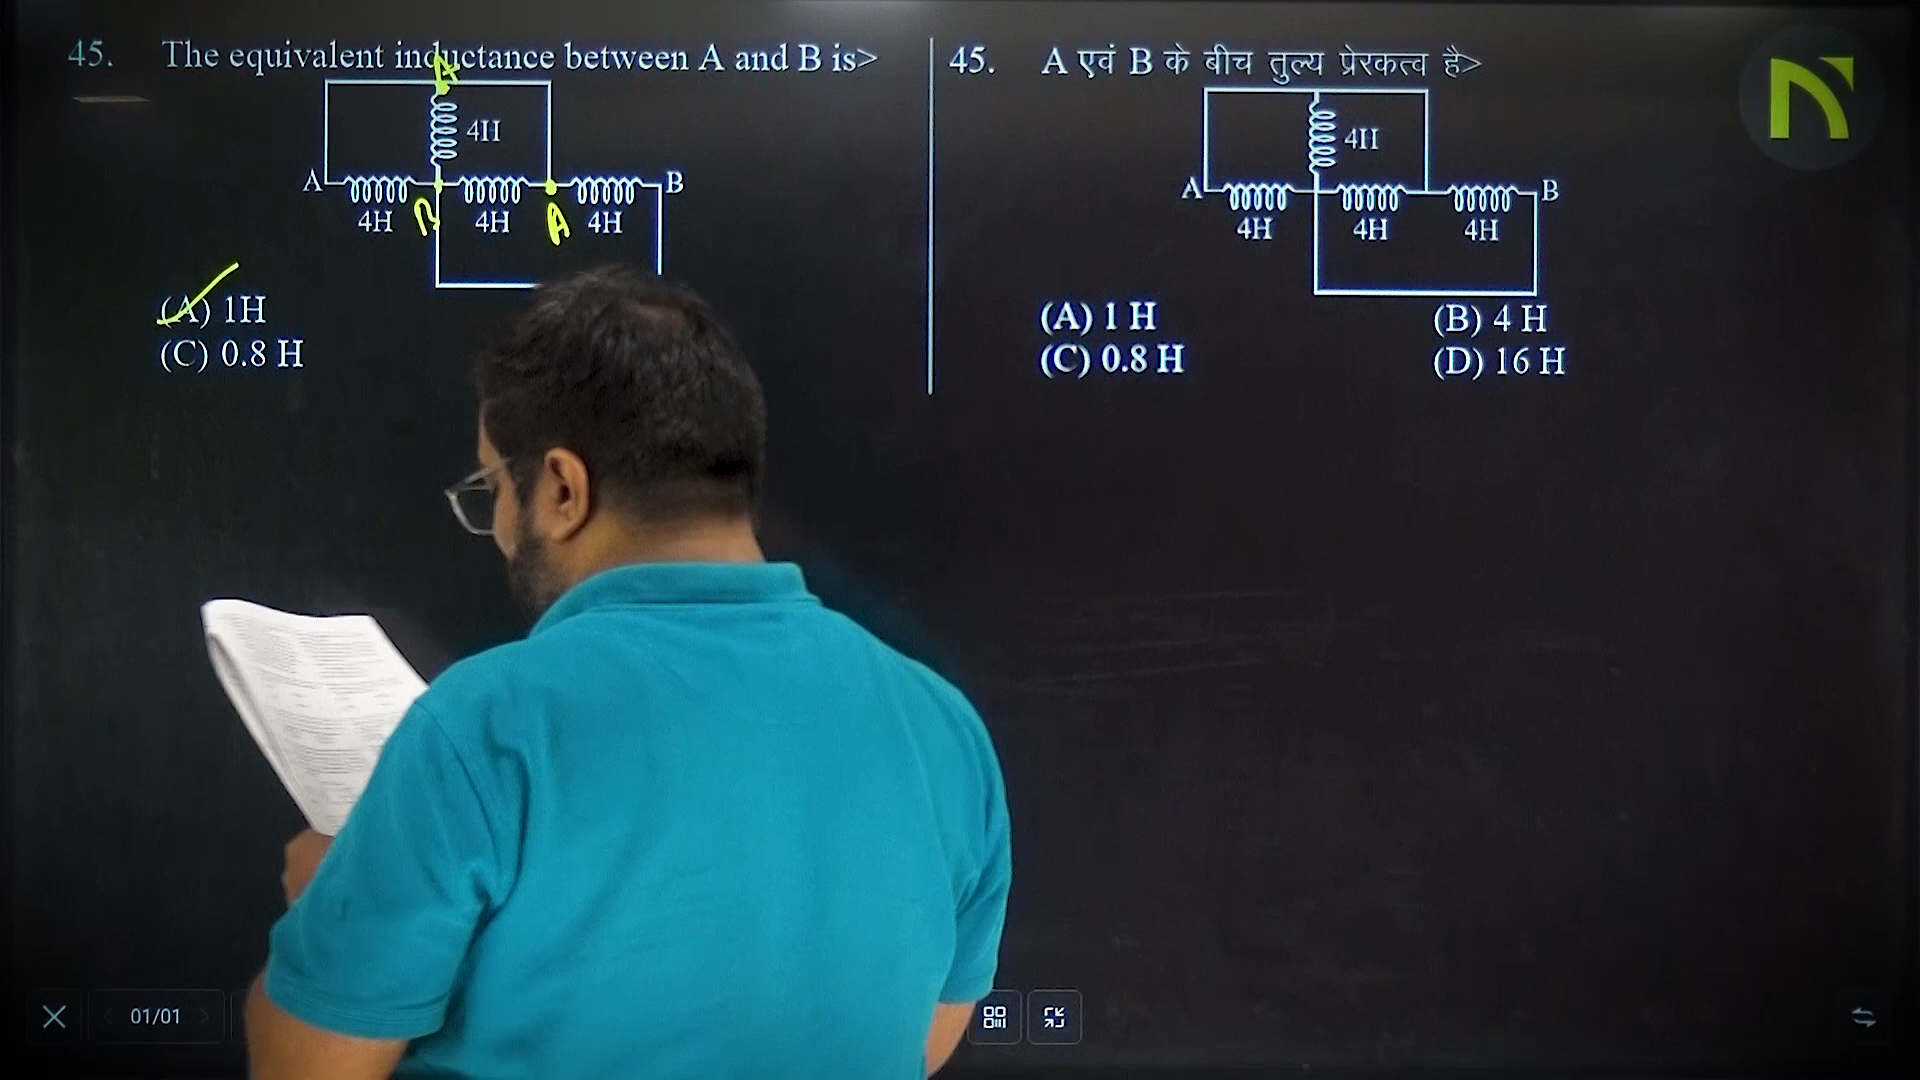 45. The equivalent inductance between A and B is>
A
4H
A
B
4H
B
4H
A
4H
(A) 1H
(C) 0.8 H
45. A एवं B के बीच तुल्य प्रेरकत्व है>
4H
A
B
4H
4H
4H
(A) 1 H
(B) 4 H
(C) 0.8 H
(D) 16 H
01/01